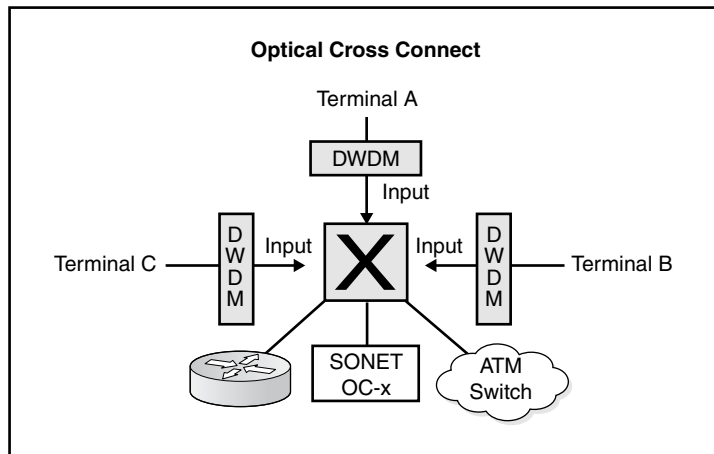 Optical Cross Connect
Terminal A
DWDM
Input
Terminal C
D
W
D
M
Input
X
Input
D
W
D
M
Terminal B
SONET
OC-x
ATM
Switch